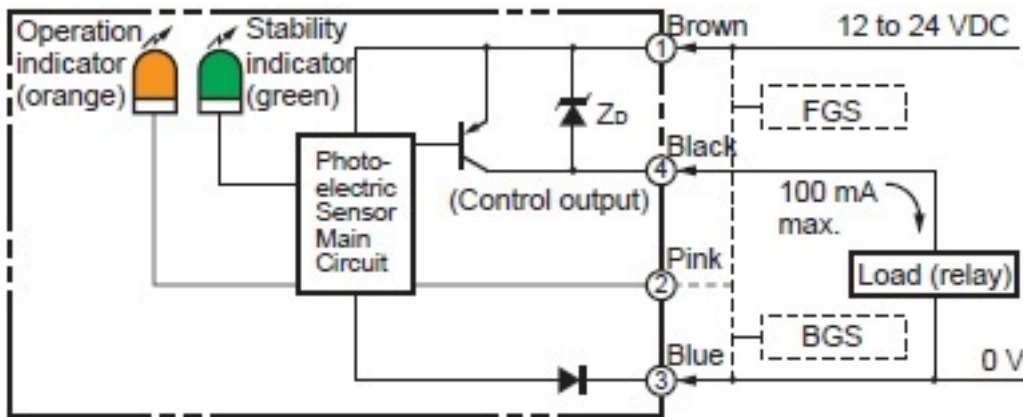 Operation
indicator
(orange)
Stability
indicator
(green)
Photo-
electric
Sensor
Main
Circuit
ZD
(Control output)
1
Brown
12 to 24 VDC
FGS
4
Black
100 mA
max.
Load (relay)
2
Pink
BGS
3
Blue
0 V